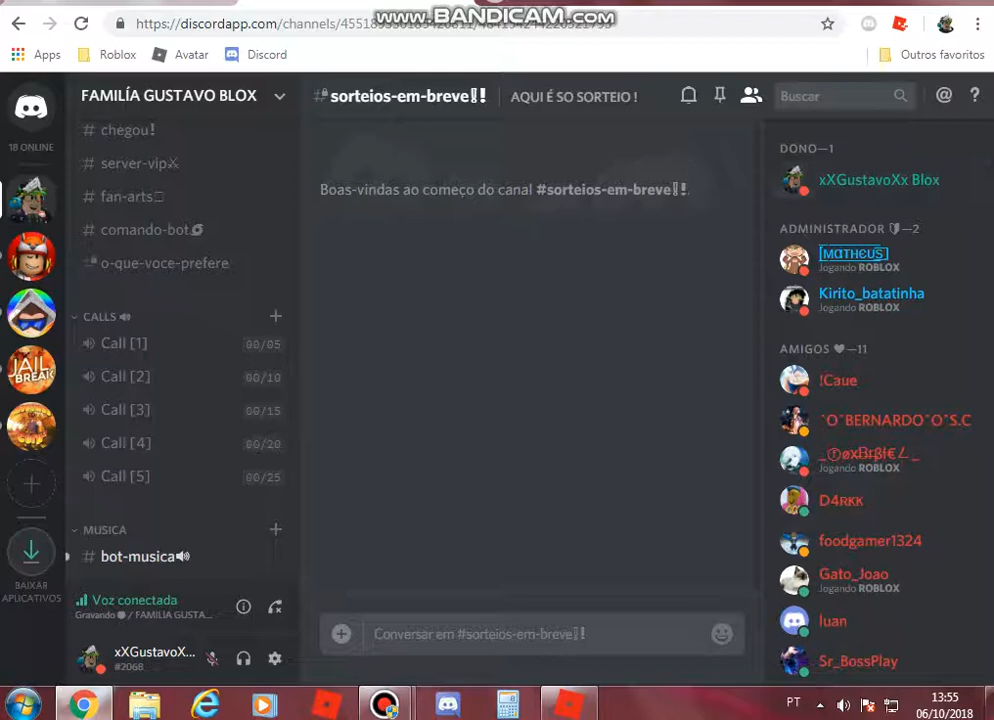 www.BANDICAM.com
https://discordapp.com/channels/
Apps Roblox Avatar Discord Outros favoritos
18 ONLINE
FAMILÍA GUSTAVO BLOX
# chegou!
# server-vip⚔
# fan-arts
# comando-bot
# o-que-voce-prefere
CALLS
Call [1] 00/05
Call [2] 00/10
Call [3] 00/15
Call [4] 00/20
Call [5] 00/25
MUSICA
# bot-musica
BAIXAR
APLICATIVOS
Voz conectada
Gravando / FAMILIA GUSTA...
xXGustavoX...
#2068
#sorteios-em-breve‼! AQUI É SO SORTEIO !
Buscar
Boas-vindas ao começo do canal #sorteios-em-breve‼!.
Conversar em #sorteios-em-breve‼!
DONO—1
xXGustavoXx Blox
ADMINISTRADOR —2
Jogando ROBLOX
Kirito_batatinha
Jogando ROBLOX
AMIGOS ♥—11
!Caue
^O^BERNARDO^O^S.C
Jogando ROBLOX
D4ʀᴋᴋ
foodgamer1324
Gato_Joao
Jogando ROBLOX
luan
Sr_BossPlay
PT
13:55
06/10/2018